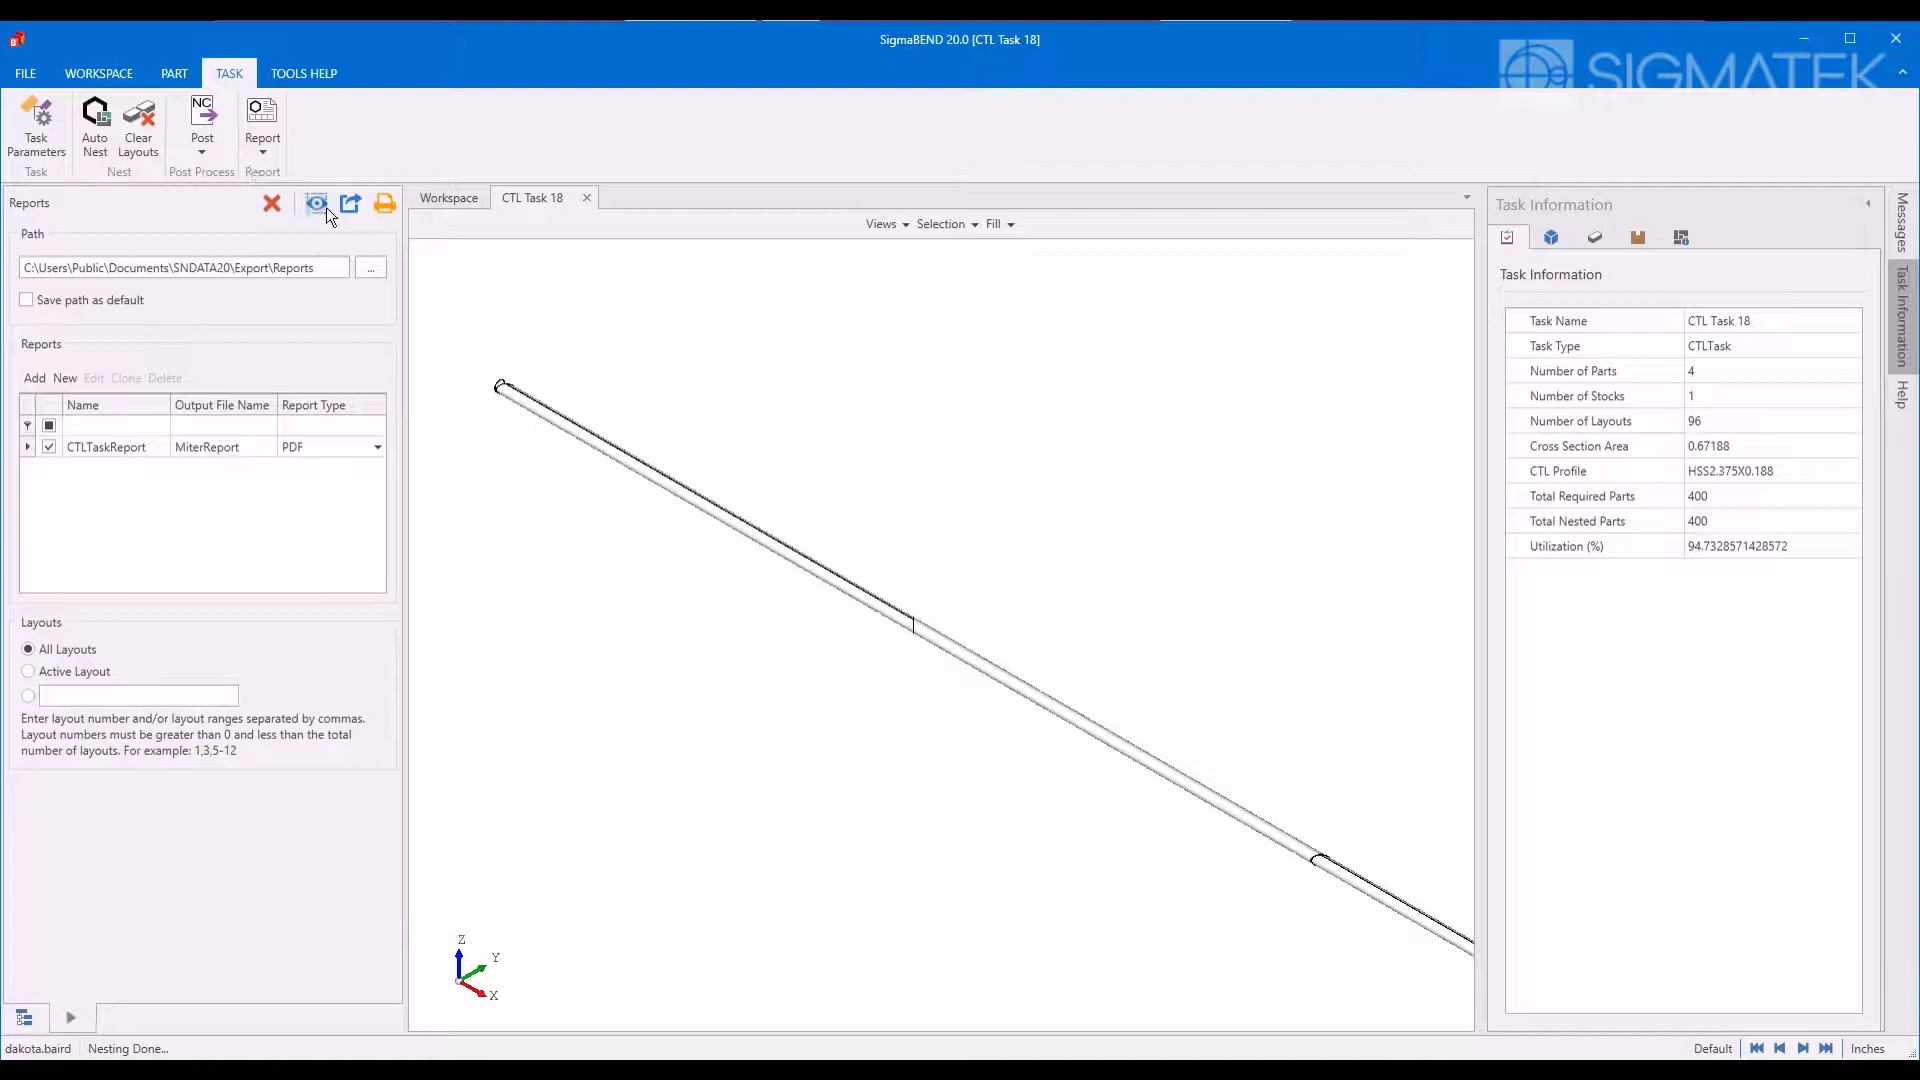 SigmaBEND 20.0 [CTL Task 18]
SIGMATEK
FILE WORKSPACE PART TASK TOOLS HELP
Task Parameters
Auto Nest
Clear Layouts
NC
Post
Report
Task Nest Post Process Report
Reports
Path
C:\Users\Public\Documents\SNDATA20\Export\Reports
...
Save path as default
Reports
Add New Edit Clone Delete
Name Output File Name Report Type
CTLTaskReport MiterReport PDF
Layouts
All Layouts
Active Layout
Enter layout number and/or layout ranges separated by commas.
Layout numbers must be greater than 0 and less than the total
number of layouts. For example: 1,3,5-12
Workspace CTL Task 18
Views Selection Fill
Z
Y
X
Task Information
Task Information
Task Name CTL Task 18
Task Type CTLTask
Number of Parts 4
Number of Stocks 1
Number of Layouts 96
Cross Section Area 0.67188
CTL Profile HSS2.375X0.188
Total Required Parts 400
Total Nested Parts 400
Utilization (%) 94.7328571428572
Messages
Task Information
Help
dakota.baird Nesting Done...
Default Inches